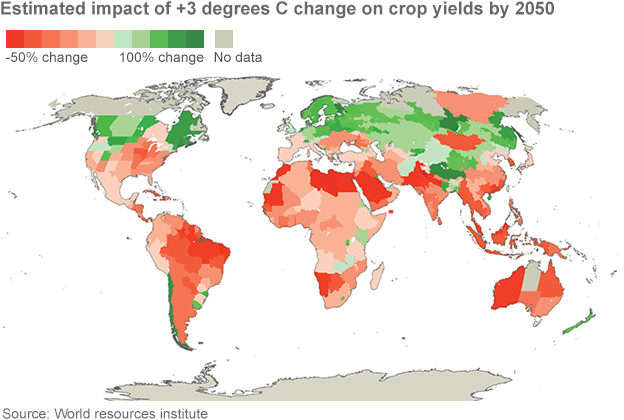 Estimated impact of +3 degrees C change on crop yields by 2050
-50% change 100% change No data
Source: World resources institute